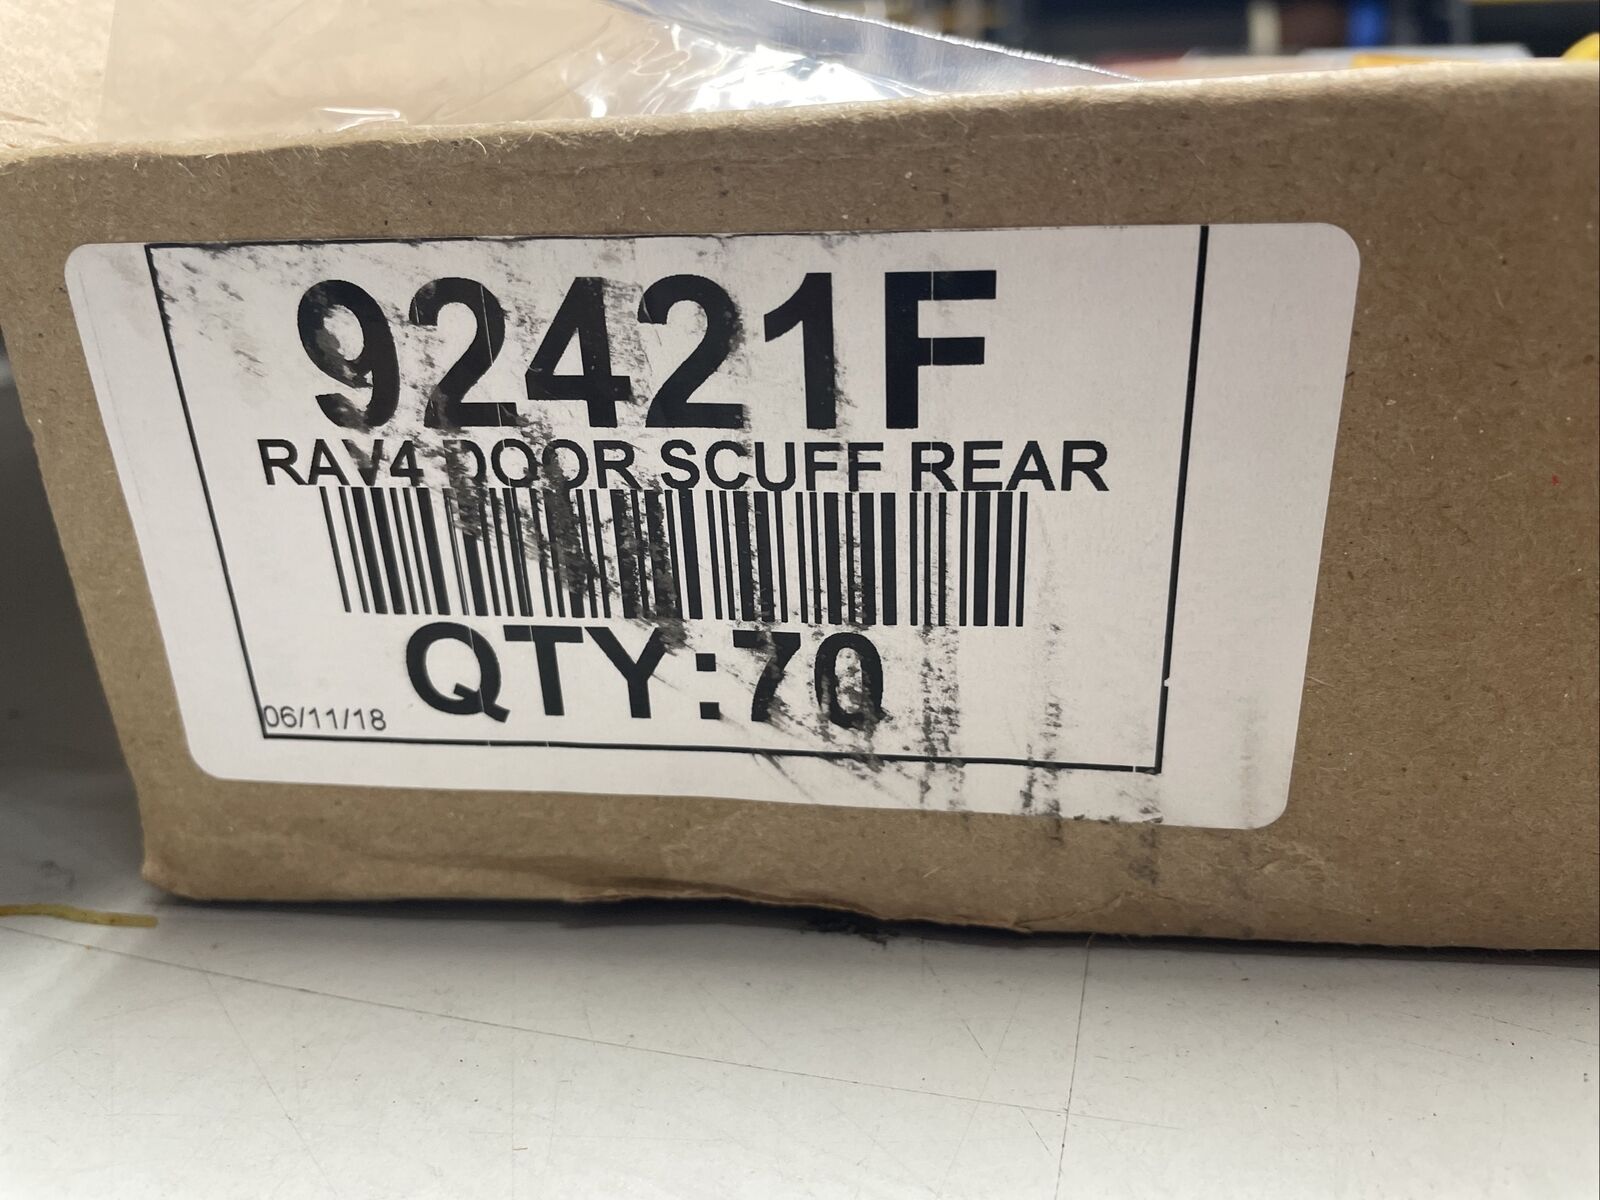 92421F
RAV4 DOOR SCUFF REAR
QTY:70
06/11/18